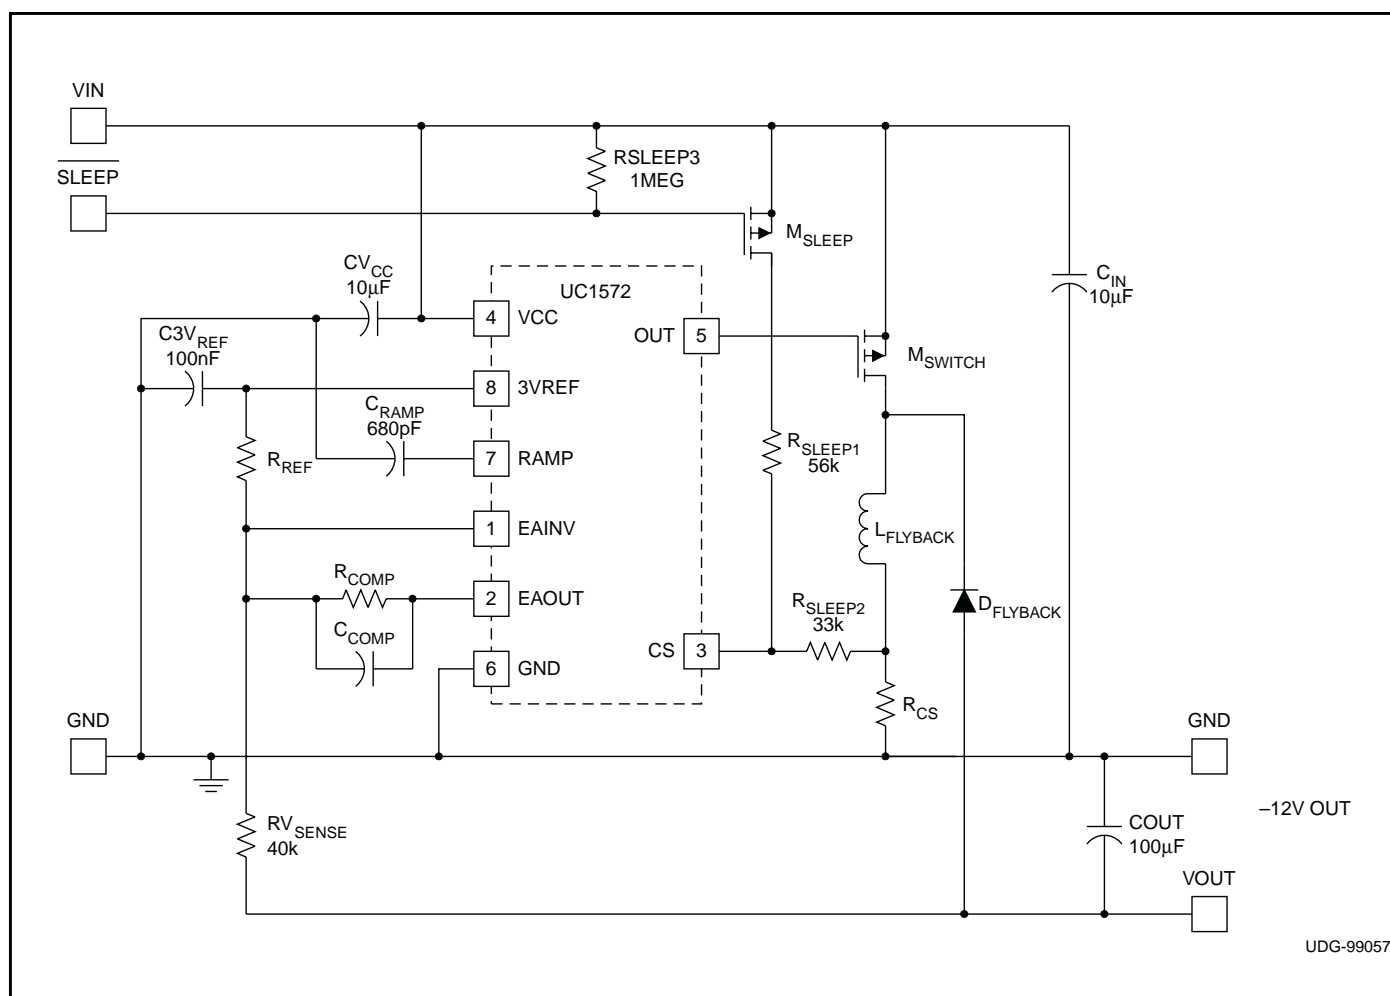 VIN
SLEEP
RSLEEP3
1MEG
MSLEEP
CVCC
10μF
UC1572
CIN
10μF
4 VCC
OUT 5
C3VREF
100nF
MSWITCH
8 3VREF
CRAMP
680pF
RREF
7 RAMP
RSLEEP1
56k
1 EAINV
LFLYBACK
RCOMP
2 EAOUT
RSLEEP2
33k
DFLYBACK
CCOMP
CS 3
6 GND
RCS
GND
GND
–12V OUT
RVSENSE
40k
COUT
100μF
VOUT
UDG-99057